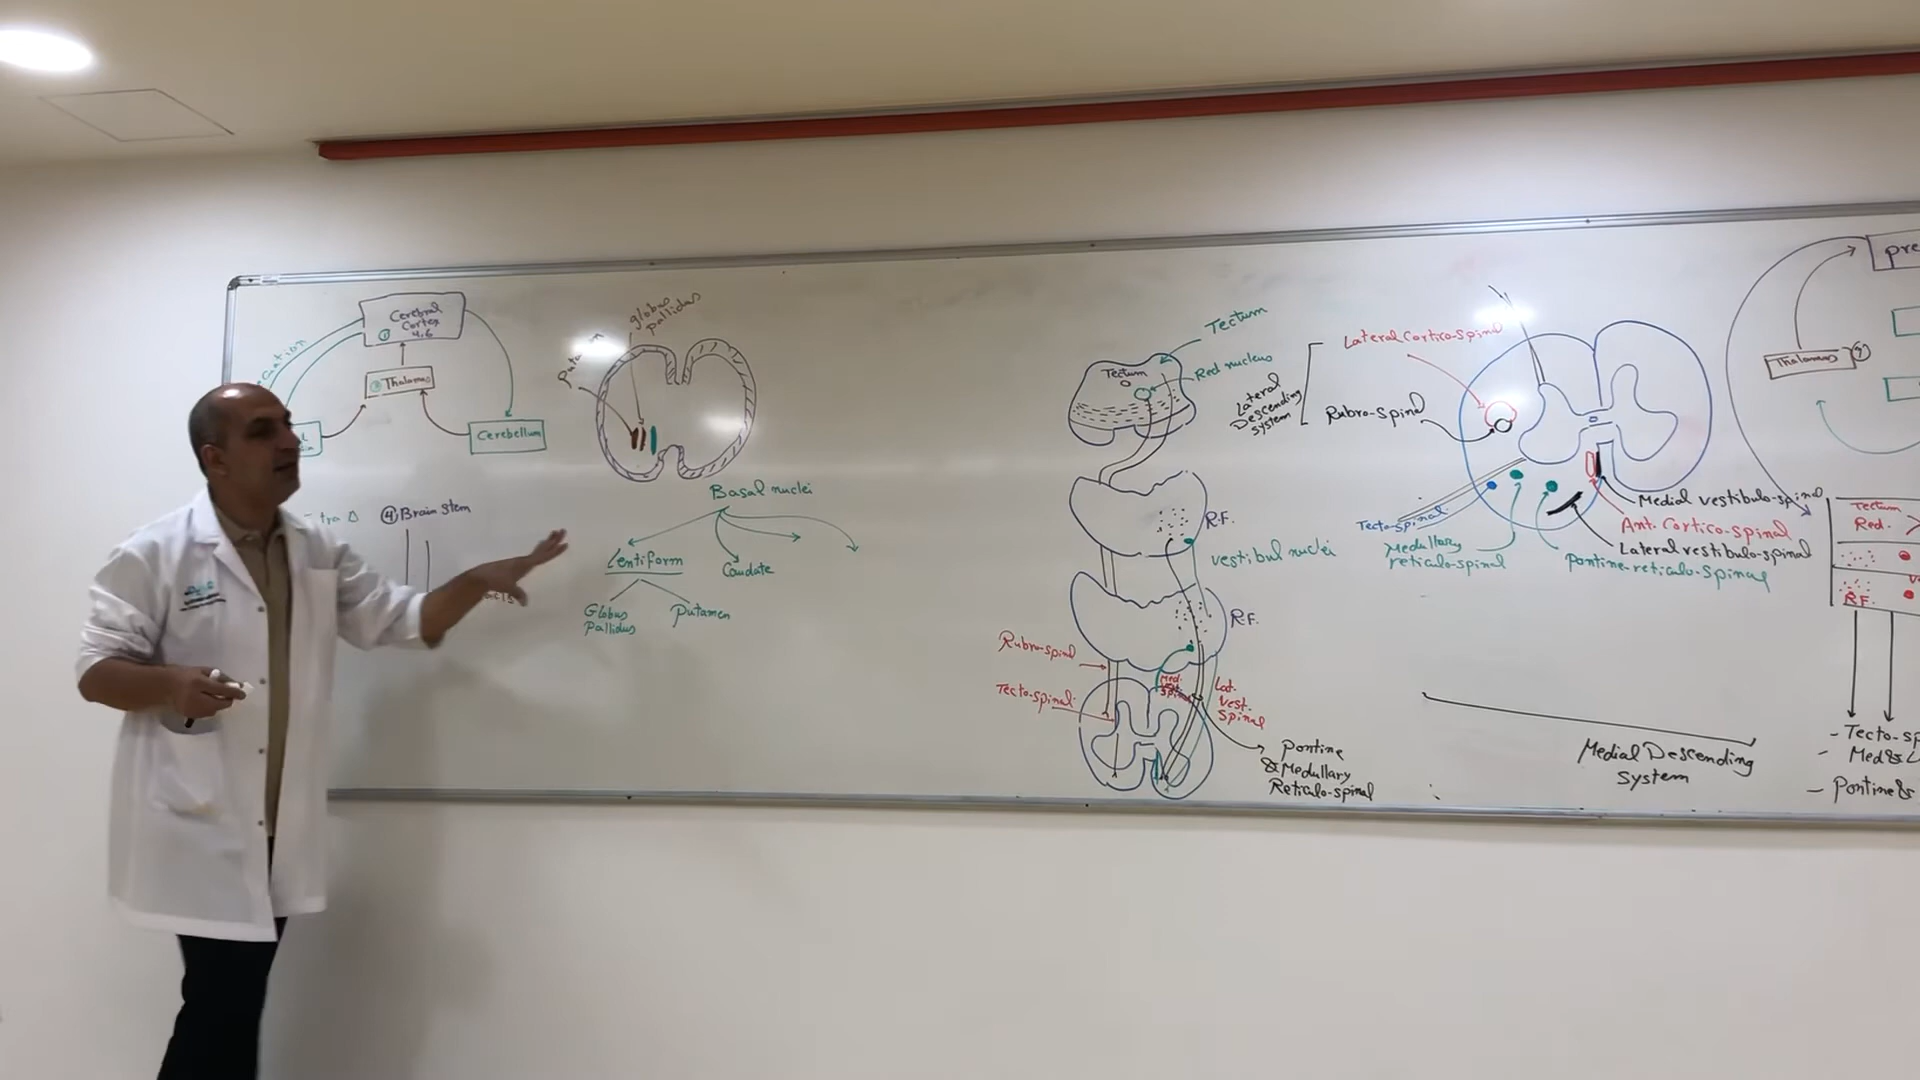 Cerebral
Cortex
4,6
①
Thalamus
Cerebellum
④ Brain stem
globus
pallidus
Basal nuclei
Lentiform
Caudate
Globus
Pallidus
Putamen
Tectum
Tectum
Red nucleus
R.F.
vestibul nuclei
R.F.
Rubro-spinal
Tecto-spinal
Lat.
Vest.
Spinal
Pontine
& Medullary
Reticulo-spinal
Lateral
Descending
system
Lateral Cortico-spinal
Rubro-spinal
Tecto-spinal
Medullary
reticulo-spinal
Medial vestibulo-spinal
Ant. Cortico-spinal
Lateral vestibulo-spinal
Pontine-reticulo-spinal
Medial Descending
system
pre
Thalamus
Tectum
Red.
R.F.
- Tecto-sp
- Med & L
- Pontine &